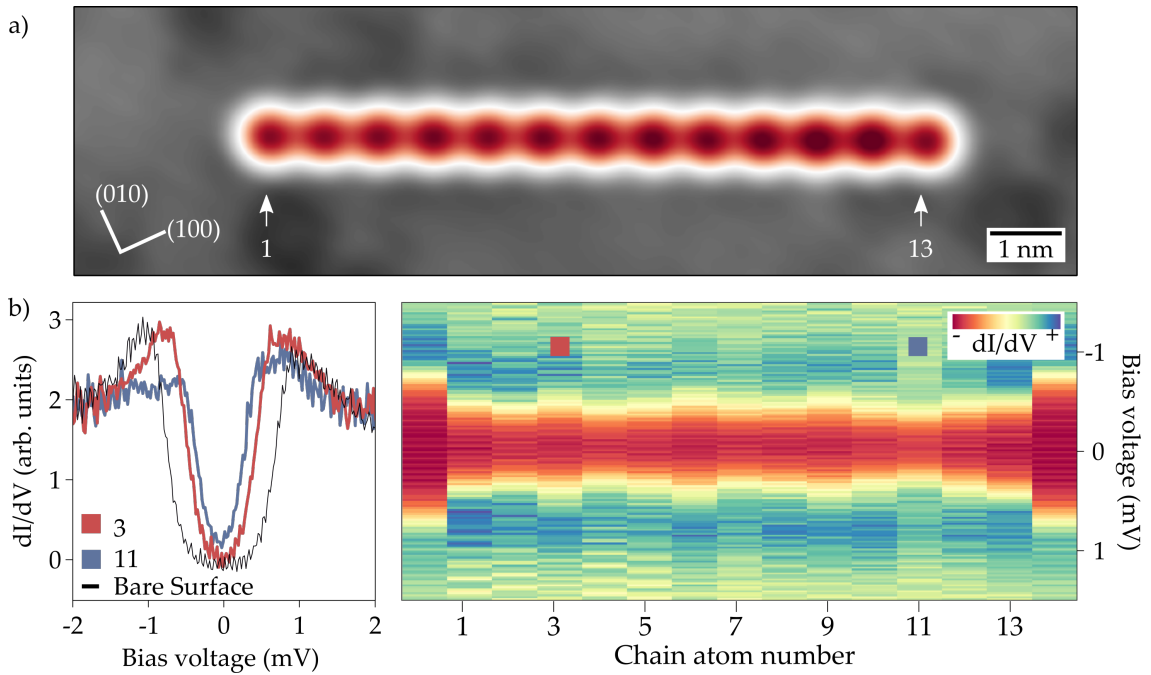 a)
(010)
(100)
1
13
1 nm
b)
3
2
1
0
dI/dV (arb. units)
3
11
Bare Surface
-2 -1 0 1 2
Bias voltage (mV)
- dI/dV +
-1
0
1
Bias voltage (mV)
1 3 5 7 9 11 13
Chain atom number